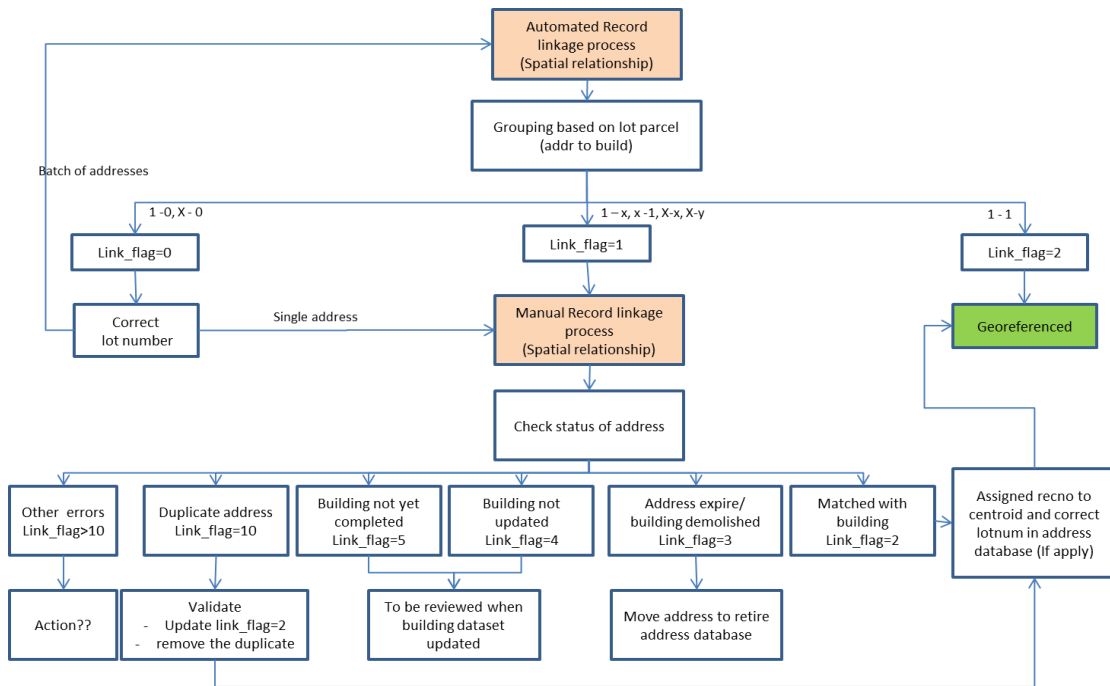 Automated Record
linkage process
(Spatial relationship)
Grouping based on lot parcel
(addr to build)
Batch of addresses
1 -0, X - 0
1 – x, x -1, X-x, X-y
1 - 1
Link_flag=0
Link_flag=1
Link_flag=2
Correct
lot number
Single address
Manual Record linkage
process
(Spatial relationship)
Georeferenced
Check status of address
Other errors
Link_flag>10
Duplicate address
Link_flag=10
Building not yet
completed
Link_flag=5
Building not
updated
Link_flag=4
Address expire/
building demolished
Link_flag=3
Matched with
building
Link_flag=2
Assigned recno to
centroid and correct
lotnum in address
database (If apply)
Action??
Validate
- Update link_flag=2
- remove the duplicate
To be reviewed when
building dataset
updated
Move address to retire
address database